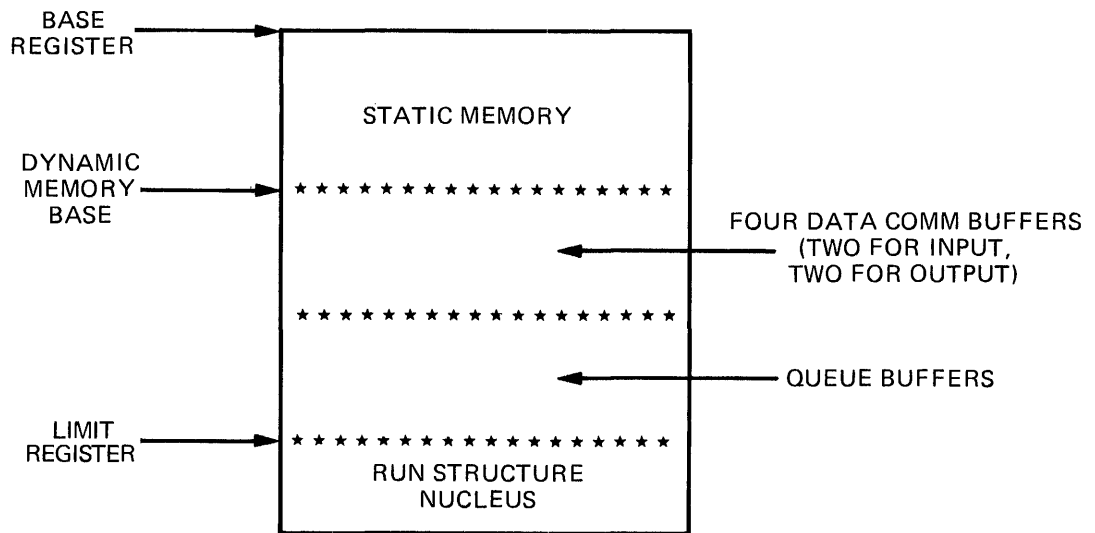 BASE
REGISTER
STATIC MEMORY
DYNAMIC
MEMORY
BASE
* * * * * * * * * * * * * * * * * *
FOUR DATA COMM BUFFERS
(TWO FOR INPUT,
TWO FOR OUTPUT)
* * * * * * * * * * * * * * * * * *
QUEUE BUFFERS
LIMIT
REGISTER
* * * * * * * * * * * * * * * * * *
RUN STRUCTURE
NUCLEUS